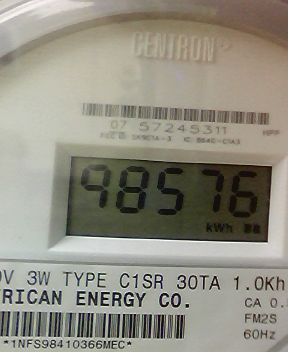 CENTRON
07 57245311
98576
kWh
0V 3W TYPE C1SR 30TA 1.0Kh
RICAN ENERGY CO.
CA 0.
FM2S
60Hz
*1NFS98410366MEC*